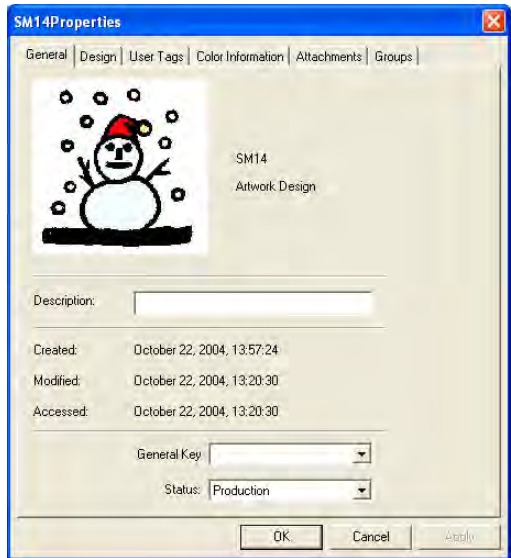 SM14Properties
General Design User Tags Color Information Attachments Groups
SM14
Artwork Design
Description:
Created: October 22, 2004, 13:57:24
Modified: October 22, 2004, 13:20:30
Accessed: October 22, 2004, 13:20:30
General Key
Status: Production
OK Cancel Apply